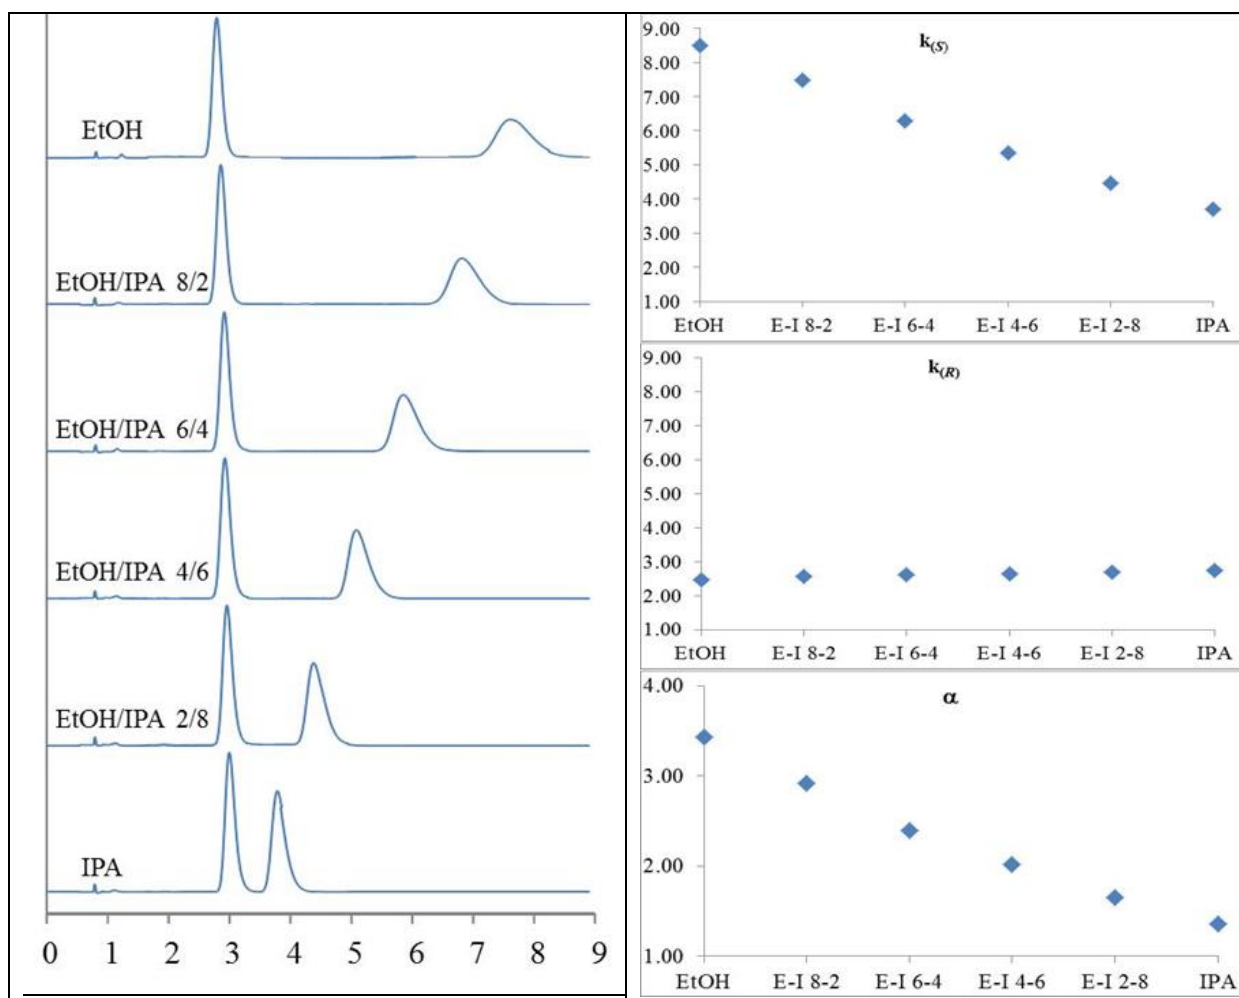 EtOH
EtOH/IPA 8/2
EtOH/IPA 6/4
EtOH/IPA 4/6
EtOH/IPA 2/8
IPA
0 1 2 3 4 5 6 7 8 9
k(S)
9.00
8.00
7.00
6.00
5.00
4.00
3.00
2.00
1.00
EtOH E-I 8-2 E-I 6-4 E-I 4-6 E-I 2-8 IPA
k(R)
9.00
8.00
7.00
6.00
5.00
4.00
3.00
2.00
1.00
EtOH E-I 8-2 E-I 6-4 E-I 4-6 E-I 2-8 IPA
α
4.00
3.00
2.00
1.00
EtOH E-I 8-2 E-I 6-4 E-I 4-6 E-I 2-8 IPA